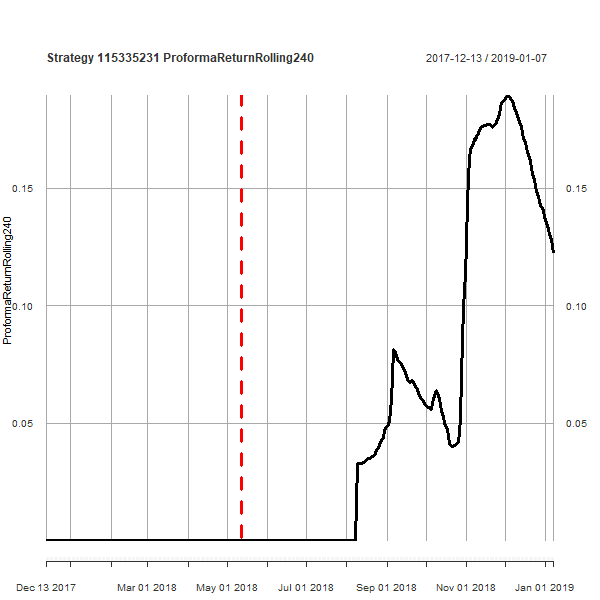 Strategy 115335231 ProformaReturnRolling240 2017-12-13 / 2019-01-07
ProformaReturnRolling240
0.15 0.15
0.10 0.10
0.05 0.05
Dec 13 2017 Mar 01 2018 May 01 2018 Jul 01 2018 Sep 01 2018 Nov 01 2018 Jan 01 2019